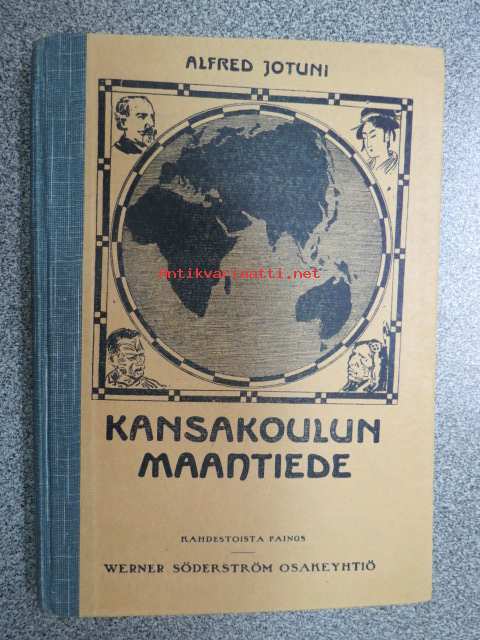 ALFRED JOTUNI
Antikvariaatti.net
KANSAKOULUN
MAANTIEDE
KAHDESTOISTA PAINOS
WERNER SÖDERSTRÖM OSAKEYHTIÖ